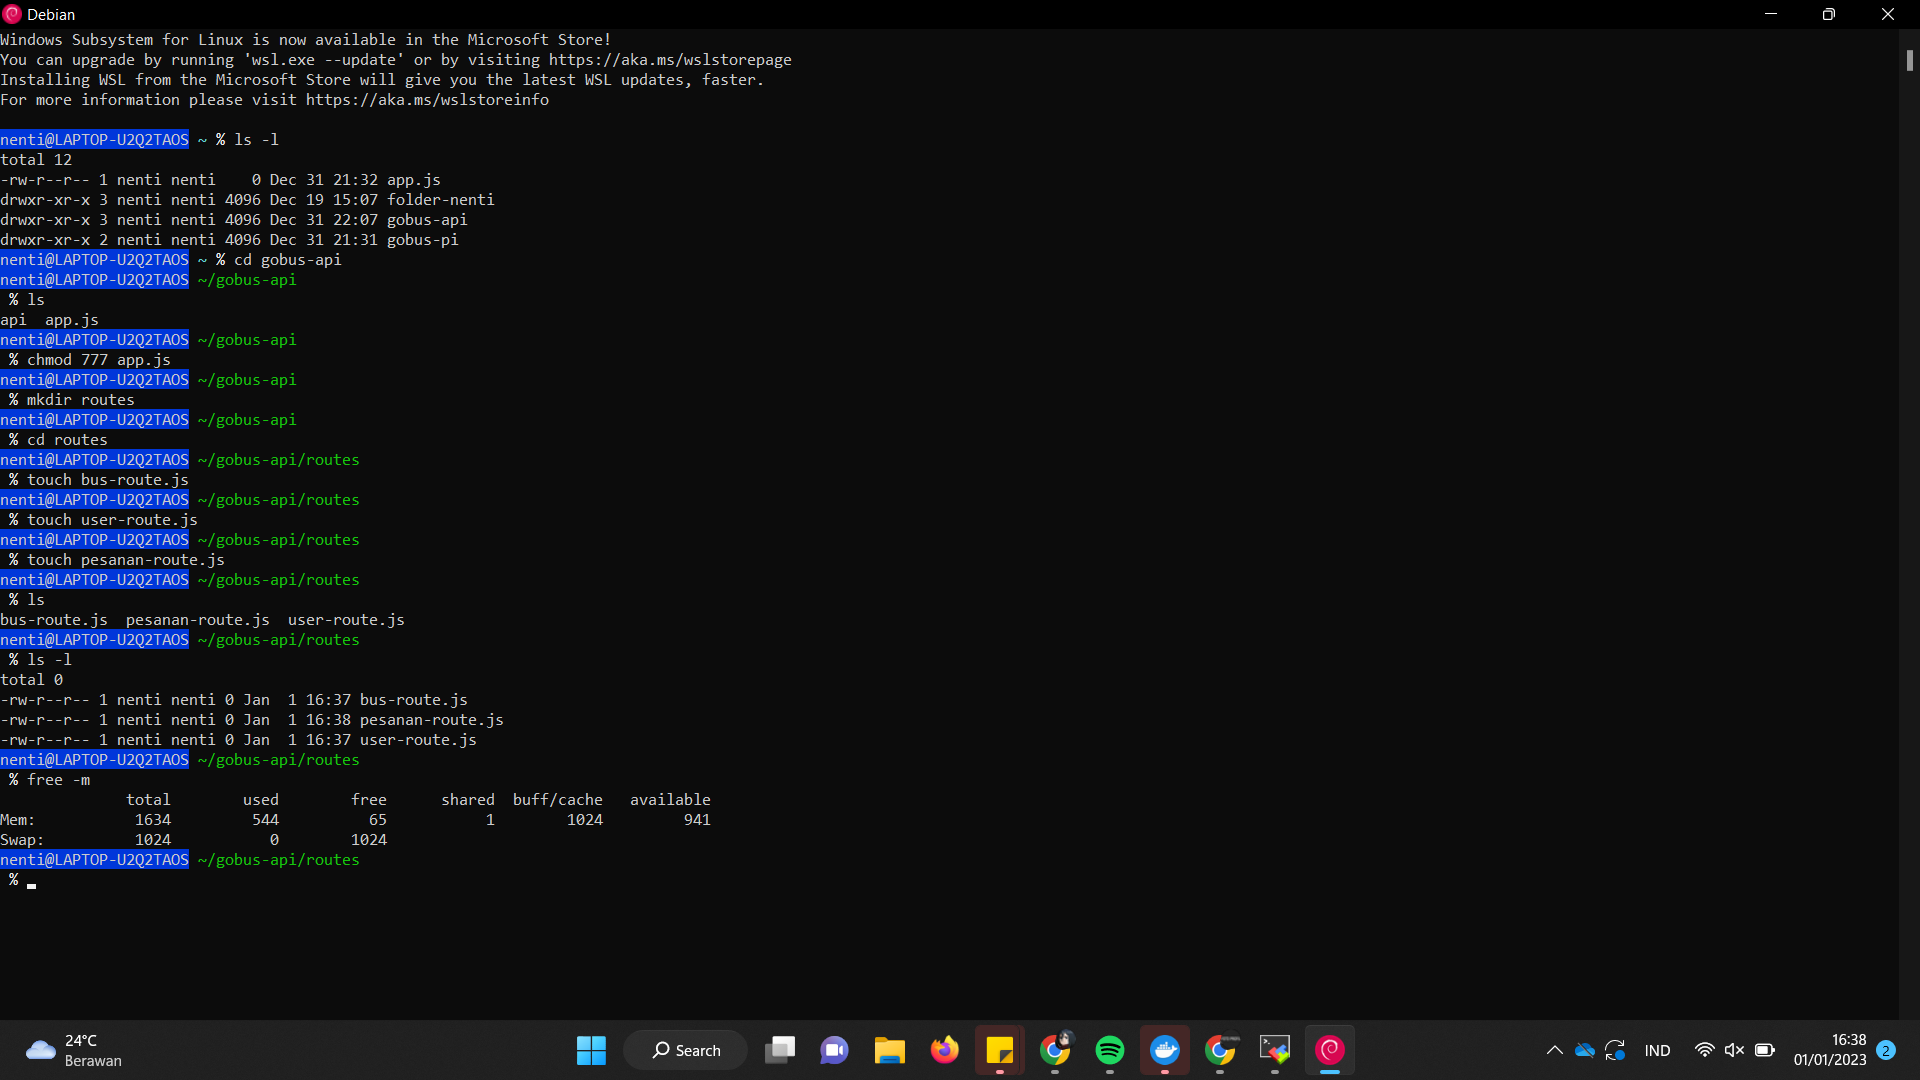 Debian
Windows Subsystem for Linux is now available in the Microsoft Store!
You can upgrade by running 'wsl.exe --update' or by visiting https://aka.ms/wslstorepage
Installing WSL from the Microsoft Store will give you the latest WSL updates, faster.
For more information please visit https://aka.ms/wslstoreinfo

nenti@LAPTOP-U2Q2TAOS ~ % ls -l
total 12
-rw-r--r-- 1 nenti nenti    0 Dec 31 21:32 app.js
drwxr-xr-x 3 nenti nenti 4096 Dec 19 15:07 folder-nenti
drwxr-xr-x 3 nenti nenti 4096 Dec 31 22:07 gobus-api
drwxr-xr-x 2 nenti nenti 4096 Dec 31 21:31 gobus-pi
nenti@LAPTOP-U2Q2TAOS ~ % cd gobus-api
nenti@LAPTOP-U2Q2TAOS ~/gobus-api
 % ls
api  app.js
nenti@LAPTOP-U2Q2TAOS ~/gobus-api
 % chmod 777 app.js
nenti@LAPTOP-U2Q2TAOS ~/gobus-api
 % mkdir routes
nenti@LAPTOP-U2Q2TAOS ~/gobus-api
 % cd routes
nenti@LAPTOP-U2Q2TAOS ~/gobus-api/routes
 % touch bus-route.js
nenti@LAPTOP-U2Q2TAOS ~/gobus-api/routes
 % touch user-route.js
nenti@LAPTOP-U2Q2TAOS ~/gobus-api/routes
 % touch pesanan-route.js
nenti@LAPTOP-U2Q2TAOS ~/gobus-api/routes
 % ls
bus-route.js  pesanan-route.js  user-route.js
nenti@LAPTOP-U2Q2TAOS ~/gobus-api/routes
 % ls -l
total 0
-rw-r--r-- 1 nenti nenti 0 Jan  1 16:37 bus-route.js
-rw-r--r-- 1 nenti nenti 0 Jan  1 16:38 pesanan-route.js
-rw-r--r-- 1 nenti nenti 0 Jan  1 16:37 user-route.js
nenti@LAPTOP-U2Q2TAOS ~/gobus-api/routes
 % free -m
              total        used        free      shared  buff/cache   available
Mem:           1634         544          65           1        1024         941
Swap:          1024           0        1024
nenti@LAPTOP-U2Q2TAOS ~/gobus-api/routes
 %
24°C
Berawan
Search
IND
16:38
01/01/2023
2